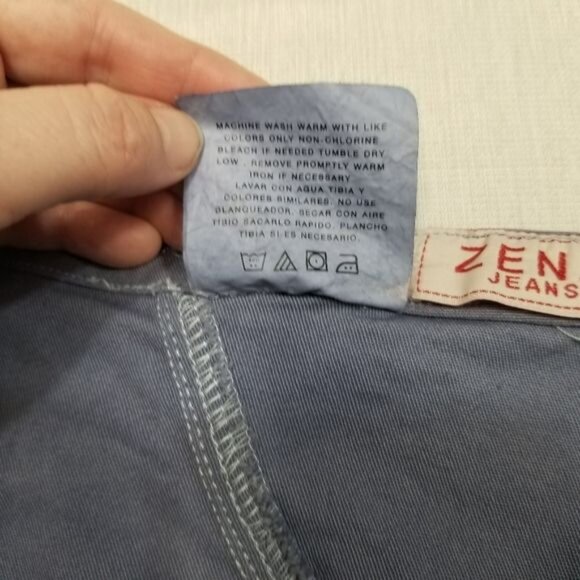 MACHINE WASH WARM WITH LIKE
COLORS ONLY NON-CHLORINE
BLEACH IF NEEDED TUMBLE DRY
LOW . REMOVE PROMPTLY WARM
IRON IF NECESSARY
LAVAR CON AGUA TIBIA Y
COLORES SIMILARES. NO USE
BLANQUEADOR. SECAR CON AIRE
TIBIO SACARLO RAPIDO. PLANCHO
TIBIA SI ES NECESARIO.
ZEN
JEANS